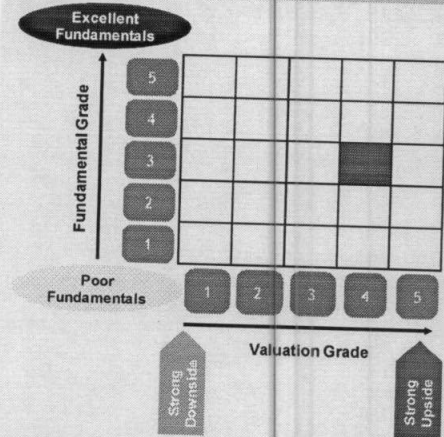 Excellent
Fundamentals
Fundamental Grade
5
4
3
2
1
Poor
Fundamentals
1
2
3
4
5
Valuation Grade
Strong
Downside
Strong
Upside